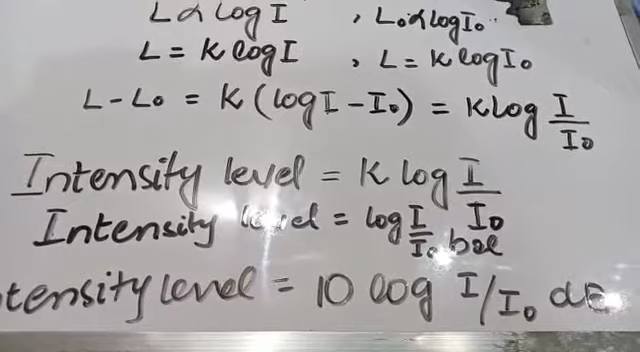 L α log I , L₀ α log I₀
L = K log I , L = K log I₀
L - L₀ = K (log I - I₀) = K log I/I₀
Intensity level = K log I/I₀
Intensity level = log I/I₀ bel
tensity level = 10 log I/I₀ dB